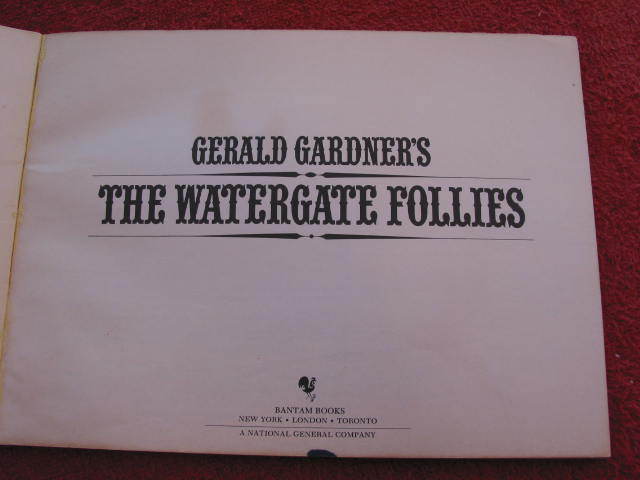 GERALD GARDNER'S
THE WATERGATE FOLLIES
BANTAM BOOKS
NEW YORK • LONDON • TORONTO
A NATIONAL GENERAL COMPANY